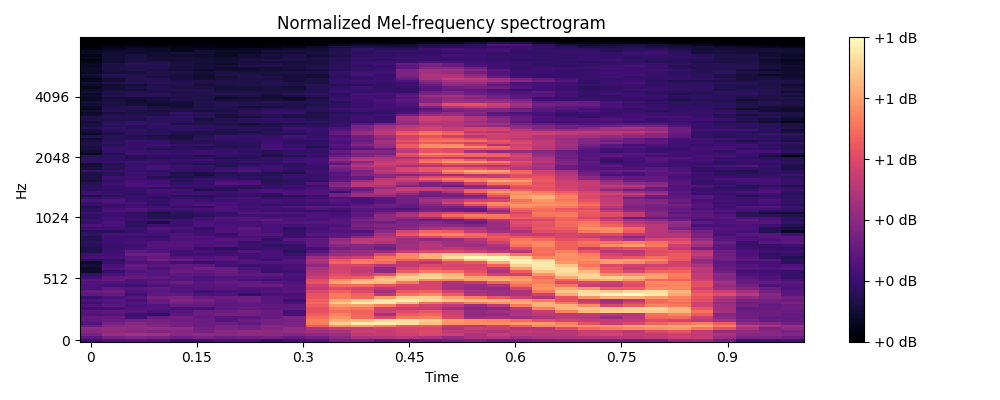 Normalized Mel-frequency spectrogram
Hz
4096
2048
1024
512
0
0 0.15 0.3 0.45 0.6 0.75 0.9
Time
+1 dB
+1 dB
+1 dB
+0 dB
+0 dB
+0 dB